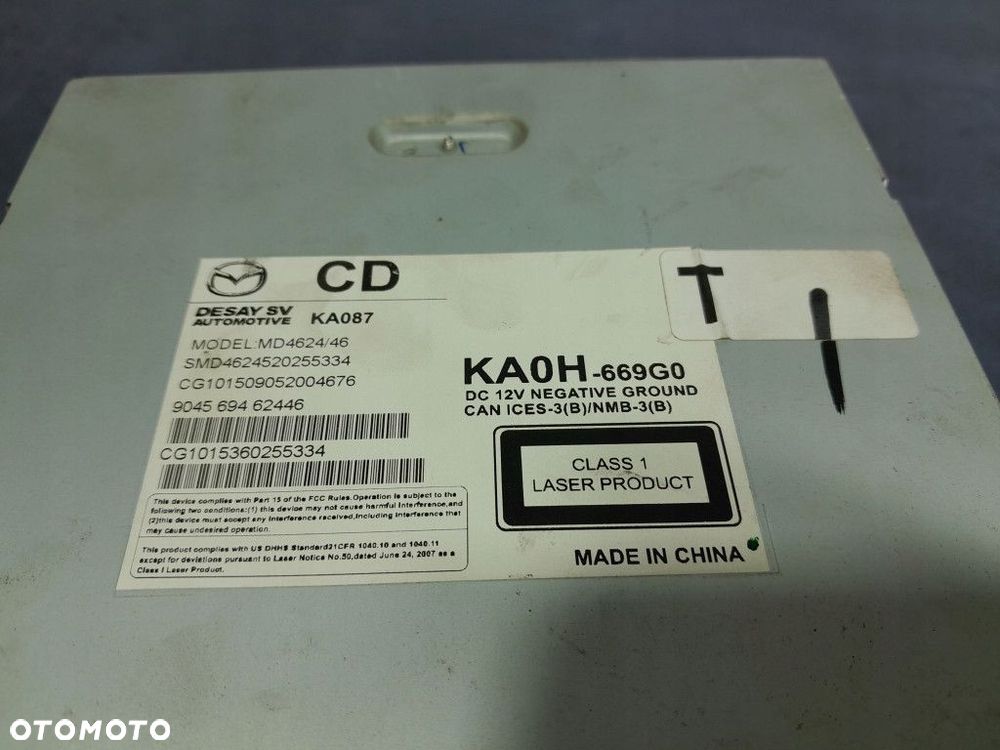 CD
DESAY SV
AUTOMOTIVE KA087
MODEL:MD4624/46
SMD4624520255334
CG101509052004676
9045 694 62446
CG1015360255334
This device complies with Part 15 of the FCC Rules.Operation is subject to the
following two conditions:(1) this device may not cause harmful Interference,and
(2)this device must accept any Interference received,Including Interference that
may cause undesired operation.
This product complies with US DHHS Standard21CFR 1040.10 and 1040.11
except for deviations pursuant to Laser Notice No.50,dated June 24, 2007 as a
Class I Laser Product.
KA0H-669G0
DC 12V NEGATIVE GROUND
CAN ICES-3(B)/NMB-3(B)
CLASS 1
LASER PRODUCT
MADE IN CHINA
T
OTOMOTO